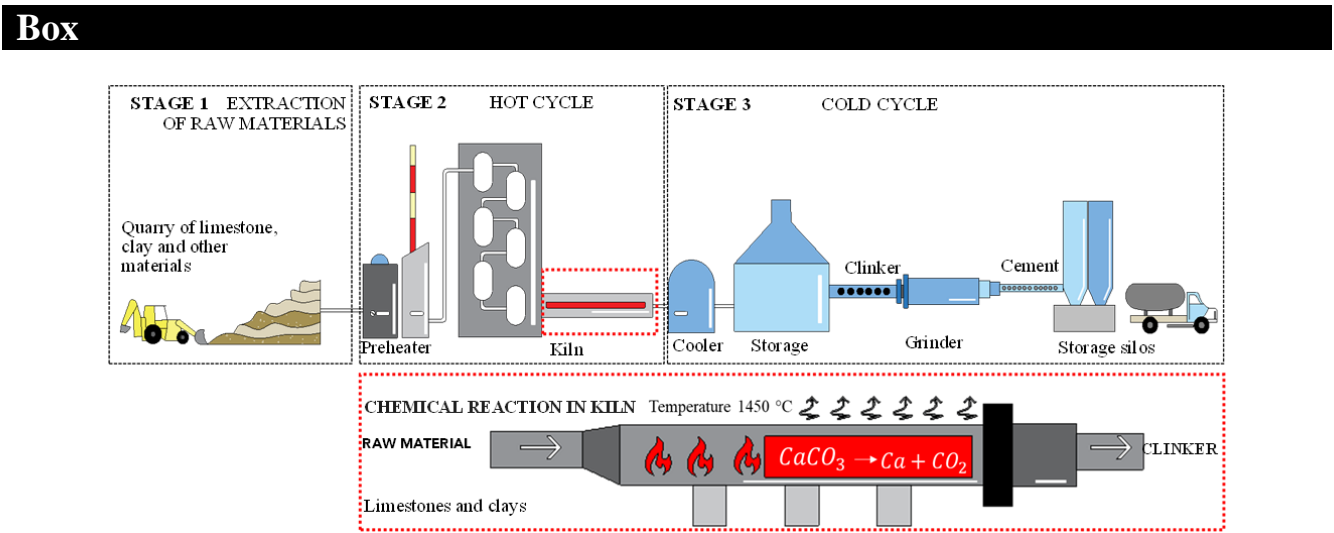 Box
STAGE 1 EXTRACTION
OF RAW MATERIALS
STAGE 2 HOT CYCLE
STAGE 3 COLD CYCLE
Quarry of limestone,
clay and other
materials
Preheater
Kiln
Cooler
Storage
Clinker
Grinder
Cement
Storage silos
CHEMICAL REACTION IN KILN Temperature 1450 °C
RAW MATERIAL
CaCO₃ → Ca + CO₂
CLINKER
Limestones and clays